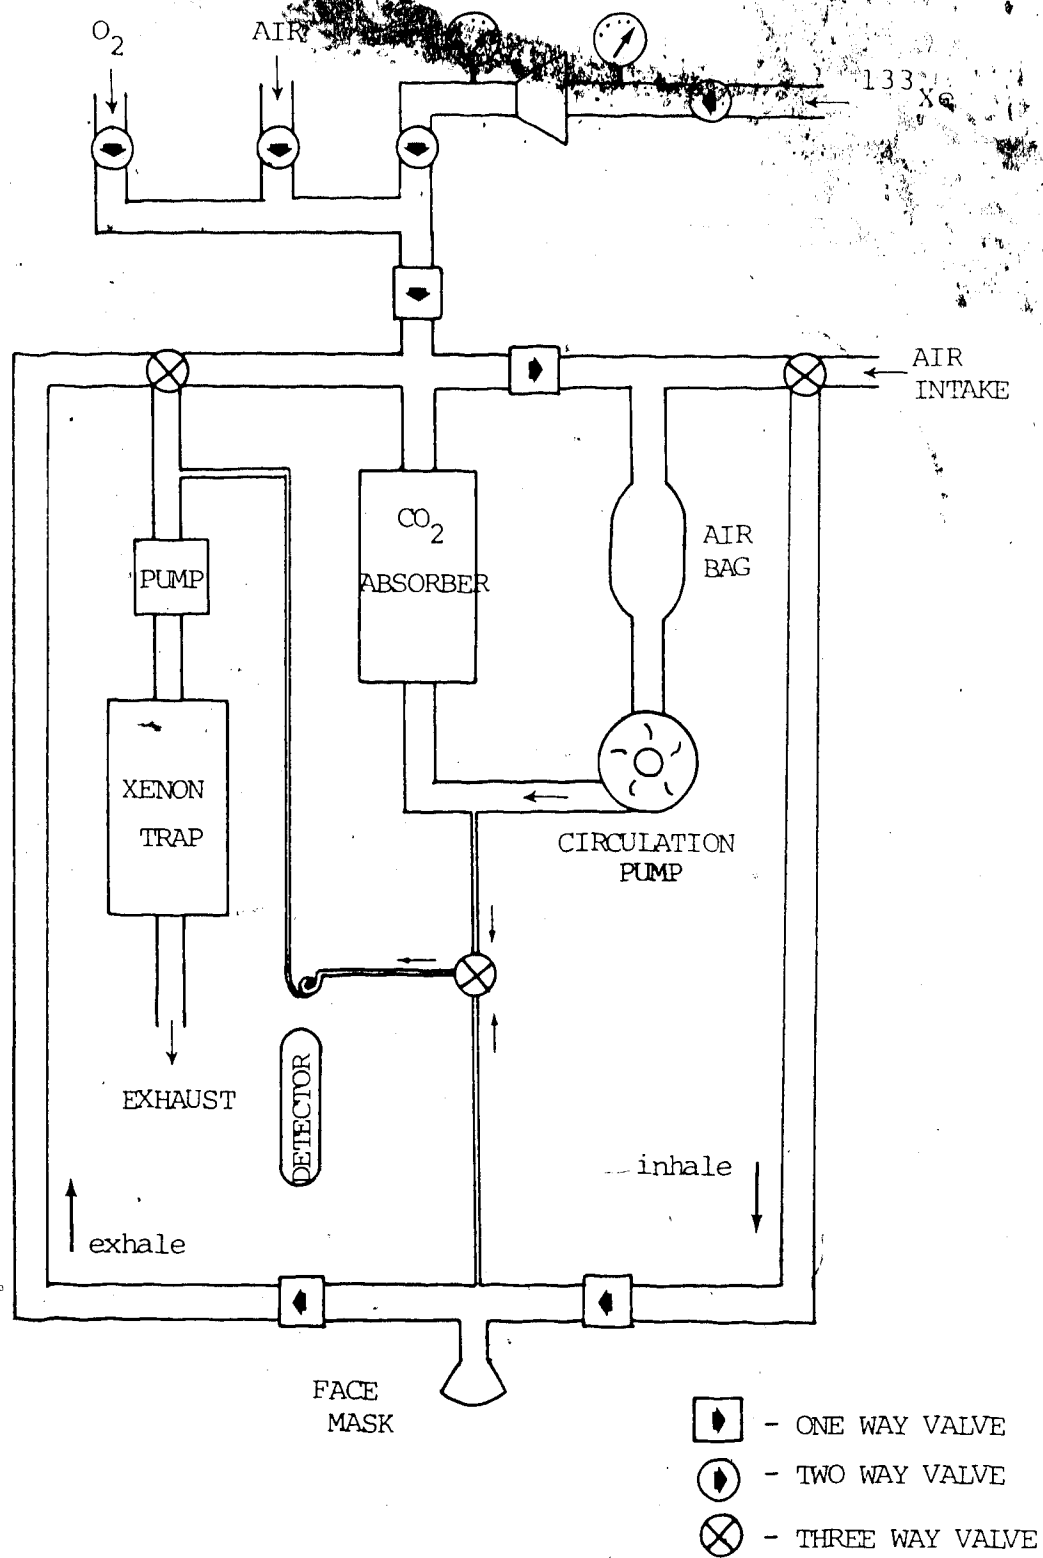 O2
AIR
133Xe
AIR
INTAKE
CO2
ABSORBER
AIR
BAG
PUMP
XENON
TRAP
CIRCULATION
PUMP
EXHAUST
DETECTOR
inhale
exhale
FACE
MASK
- ONE WAY VALVE
- TWO WAY VALVE
- THREE WAY VALVE